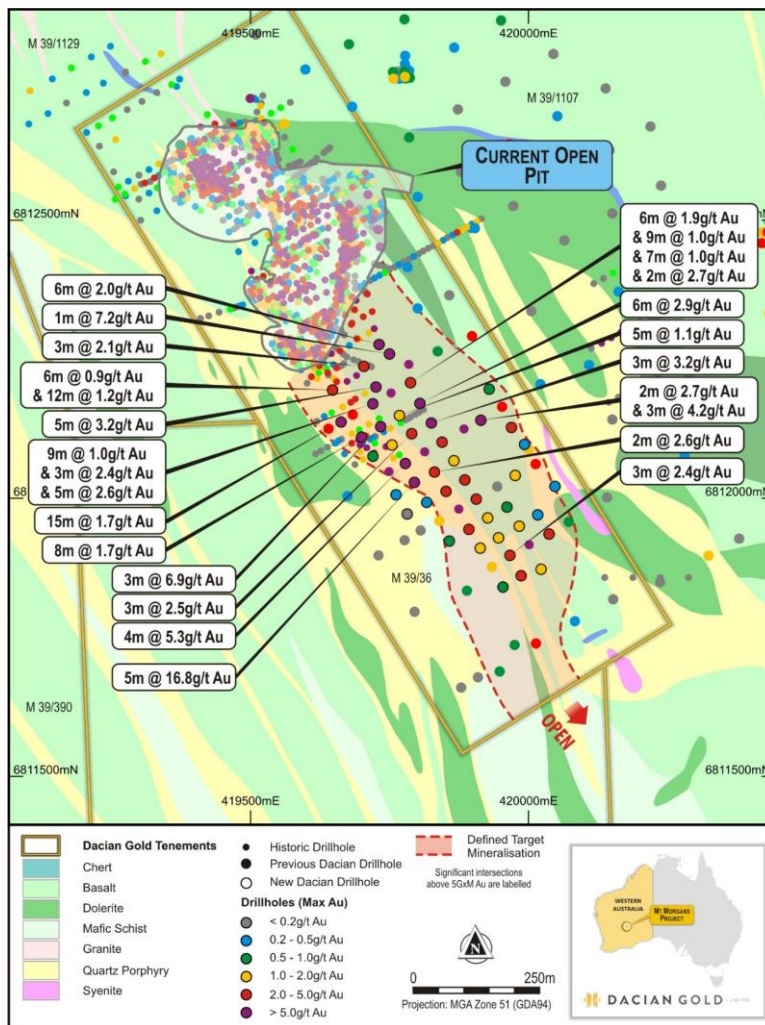 419500mE
420000mE
M 39/1129
M 39/1107
CURRENT OPEN
PIT
6812500mN
6812500mN
6m @ 1.9g/t Au
& 9m @ 1.0g/t Au
& 7m @ 1.0g/t Au
& 2m @ 2.7g/t Au
6m @ 2.0g/t Au
1m @ 7.2g/t Au
3m @ 2.1g/t Au
6m @ 0.9g/t Au
& 12m @ 1.2g/t Au
5m @ 3.2g/t Au
9m @ 1.0g/t Au
& 3m @ 2.4g/t Au
& 5m @ 2.6g/t Au
15m @ 1.7g/t Au
8m @ 1.7g/t Au
6m @ 2.9g/t Au
5m @ 1.1g/t Au
3m @ 3.2g/t Au
2m @ 2.7g/t Au
& 3m @ 4.2g/t Au
2m @ 2.6g/t Au
3m @ 2.4g/t Au
6812000mN
3m @ 6.9g/t Au
3m @ 2.5g/t Au
4m @ 5.3g/t Au
5m @ 16.8g/t Au
M 39/36
M 39/390
OPEN
6811500mN
6811500mN
419500mE
420000mE
Dacian Gold Tenements
Chert
Basalt
Dolerite
Mafic Schist
Granite
Quartz Porphyry
Syenite
Historic Drillhole
Previous Dacian Drillhole
New Dacian Drillhole
Drillholes (Max Au)
< 0.2g/t Au
0.2 - 0.5g/t Au
0.5 - 1.0g/t Au
1.0 - 2.0g/t Au
2.0 - 5.0g/t Au
> 5.0g/t Au
Defined Target
Mineralisation
Significant intersections
above 5GxM Au are labelled
0
250m
Projection: MGA Zone 51 (GDA94)
WESTERN
AUSTRALIA
MT MORGANS
PROJECT
DACIAN GOLD LIMITED